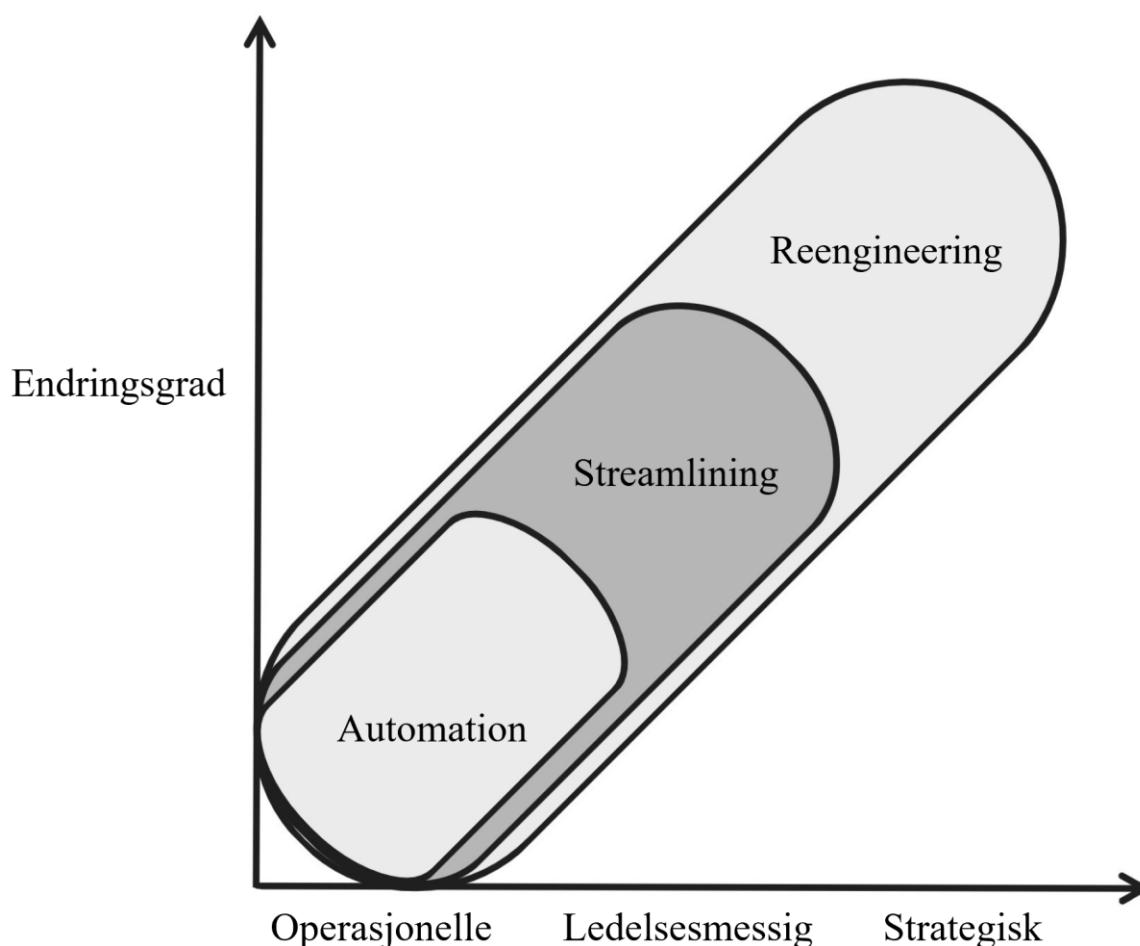 Reengineering
Endringsgrad
Streamlining
Automation
Operasjonelle Ledelsesmessig Strategisk